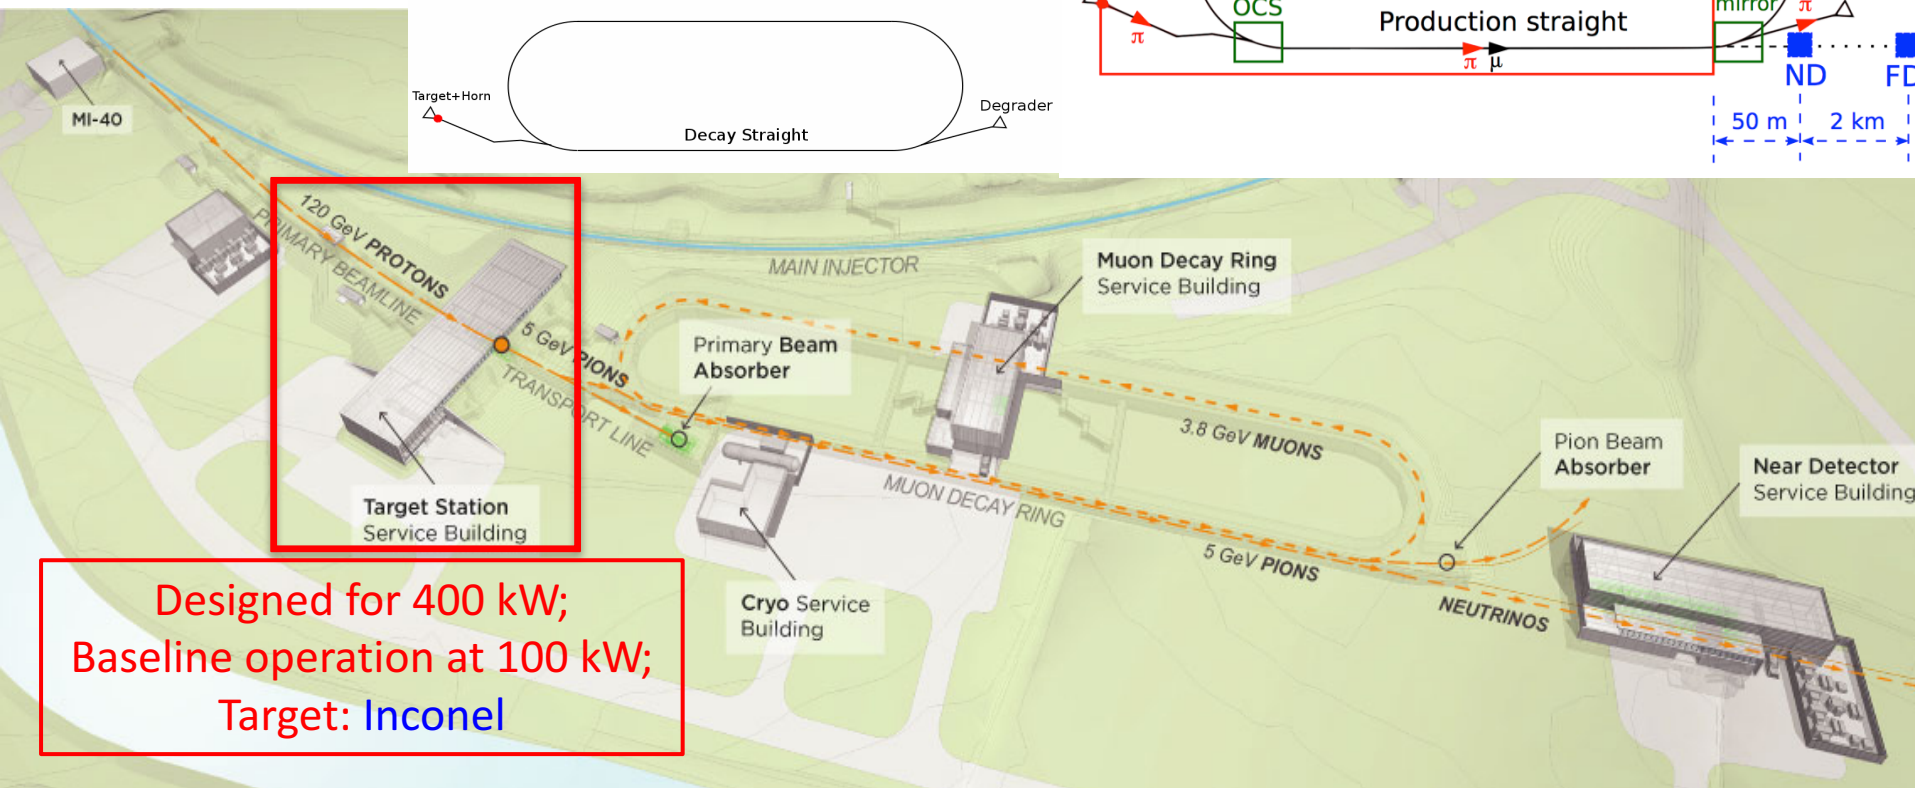 MI-40
Target+Horn
Decay Straight
Degrader
OCS
Production straight
mirror
π
π
π μ
ND
FD
50 m
2 km
120 GeV PROTONS
PRIMARY BEAMLINE
MAIN INJECTOR
5 GeV PIONS
TRANSPORT LINE
Primary Beam
Absorber
Muon Decay Ring
Service Building
3.8 GeV MUONS
MUON DECAY RING
5 GeV PIONS
Pion Beam
Absorber
Near Detector
Service Building
NEUTRINOS
Target Station
Service Building
Cryo Service
Building
Designed for 400 kW;
Baseline operation at 100 kW;
Target: Inconel